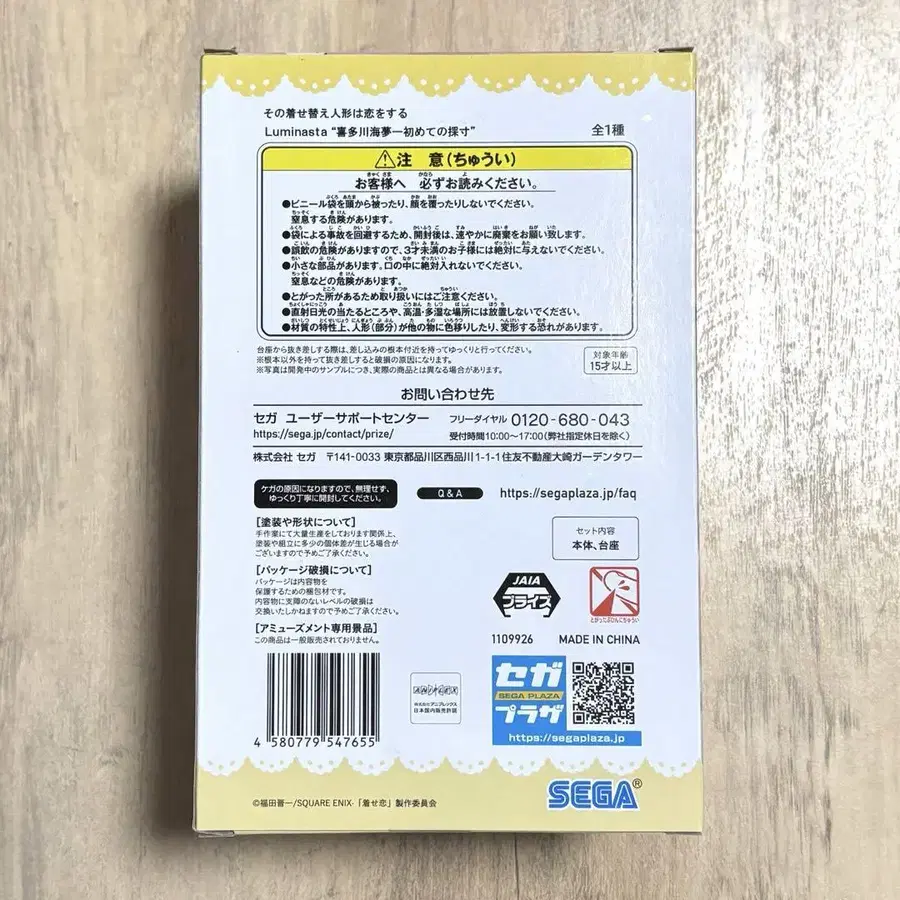 その着せ替え人形は恋をする
Luminasta “喜多川海夢ー初めての採寸”
全1種
⚠注 意(ちゅうい)
お客様へ 必ずお読みください。
●ビニール袋を頭から被ったり、顔を覆ったりしないでください。
窒息する危険があります。
●袋による事故を回避するため、開封後は、速やかに廃棄をお願い致します。
●誤飲の危険がありますので、3才未満のお子様には絶対に与えないでください。
●小さな部品があります。口の中に絶対入れないでください。
窒息などの危険があります。
●とがった所があるため取り扱いにはご注意ください。
●直射日光の当たるところや、高温・多湿な場所には放置しないでください。
●材質の特性上、人形(部分)が他の物に色移りしたり、変形する恐れがあります。
台座から抜き差しする際は、差し込みの根本付近を持ってゆっくりと行ってください。
※根本以外を持って抜き差しすると破損の原因になります。
※写真は開発中のサンプルにつき、実際の商品とは異なる場合があります。
対象年齢
15才以上
お問い合わせ先
セガ ユーザーサポートセンター
フリーダイヤル 0120-680-043
https://sega.jp/contact/prize/
受付時間10:00~17:00(弊社指定休日を除く)
株式会社 セガ 〒141-0033 東京都品川区西品川1-1-1住友不動産大崎ガーデンタワー
ケガの原因になりますので、無理せず、
ゆっくり丁寧に開封してください。
Q & A
https://segaplaza.jp/faq
[塗装や形状について]
手作業にて大量生産をしております関係上、
塗装や組立に多少の個体差が生じる場合が
ございますので予めご了承ください。
セット内容
本体、台座
[パッケージ破損について]
パッケージは内容物を
保護するための梱包材です。
内容物に支障のないレベルの破損は
交換いたしかねますので予めご了承ください。
JAIA
プライズ
とがったぶひんにちゅうい
[アミューズメント専用景品]
この商品は一般販売されておりません。
1109926
MADE IN CHINA
4 580779 547655
ANIPLEX
株式会社アニプレックス
日本国内販売許諾
セガ
SEGA PLAZA
プラザ
https://segaplaza.jp
©福田晋一/SQUARE ENIX・「着せ恋」製作委員会
SEGA®